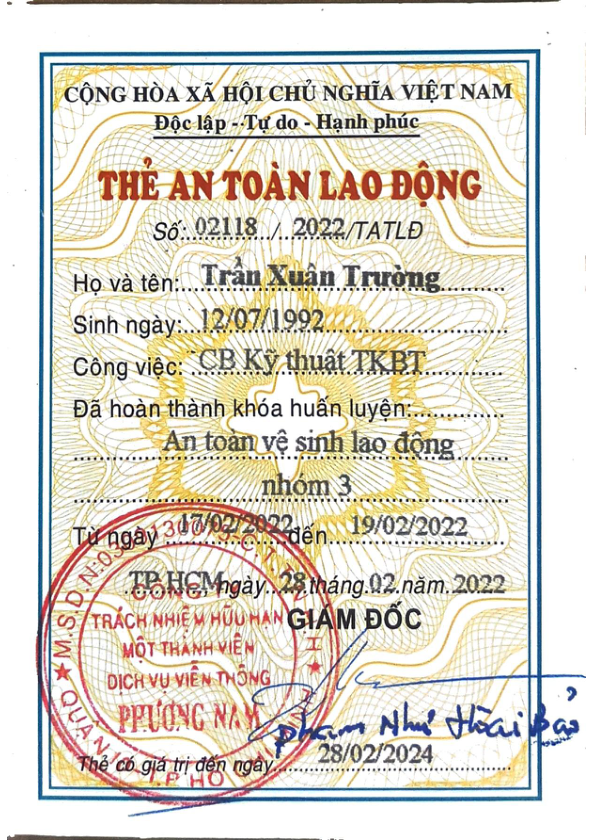 CỘNG HÒA XÃ HỘI CHỦ NGHĨA VIỆT NAM
Độc lập - Tự do - Hạnh phúc
THẺ AN TOÀN LAO ĐỘNG
Số: 02118 / 2022/TATLĐ
Họ và tên: Trần Xuân Trường
Sinh ngày: 12/07/1992
Công việc: CB Kỹ thuật TKBT
Đã hoàn thành khóa huấn luyện:
An toàn vệ sinh lao động
nhóm 3
Từ ngày 17/02/2022 đến 19/02/2022
TP HCM, ngày 28 tháng 02 năm 2022
GIÁM ĐỐC
M.S.D.N:
CÔNG TY
TRÁCH NHIỆM HỮU HẠN
MỘT THÀNH VIÊN
DỊCH VỤ VIỄN THÔNG
PHƯƠNG NAM
QUẬN
T.P HỒ
Phạm Như Hoài Bảo
Thẻ có giá trị đến ngày 28/02/2024